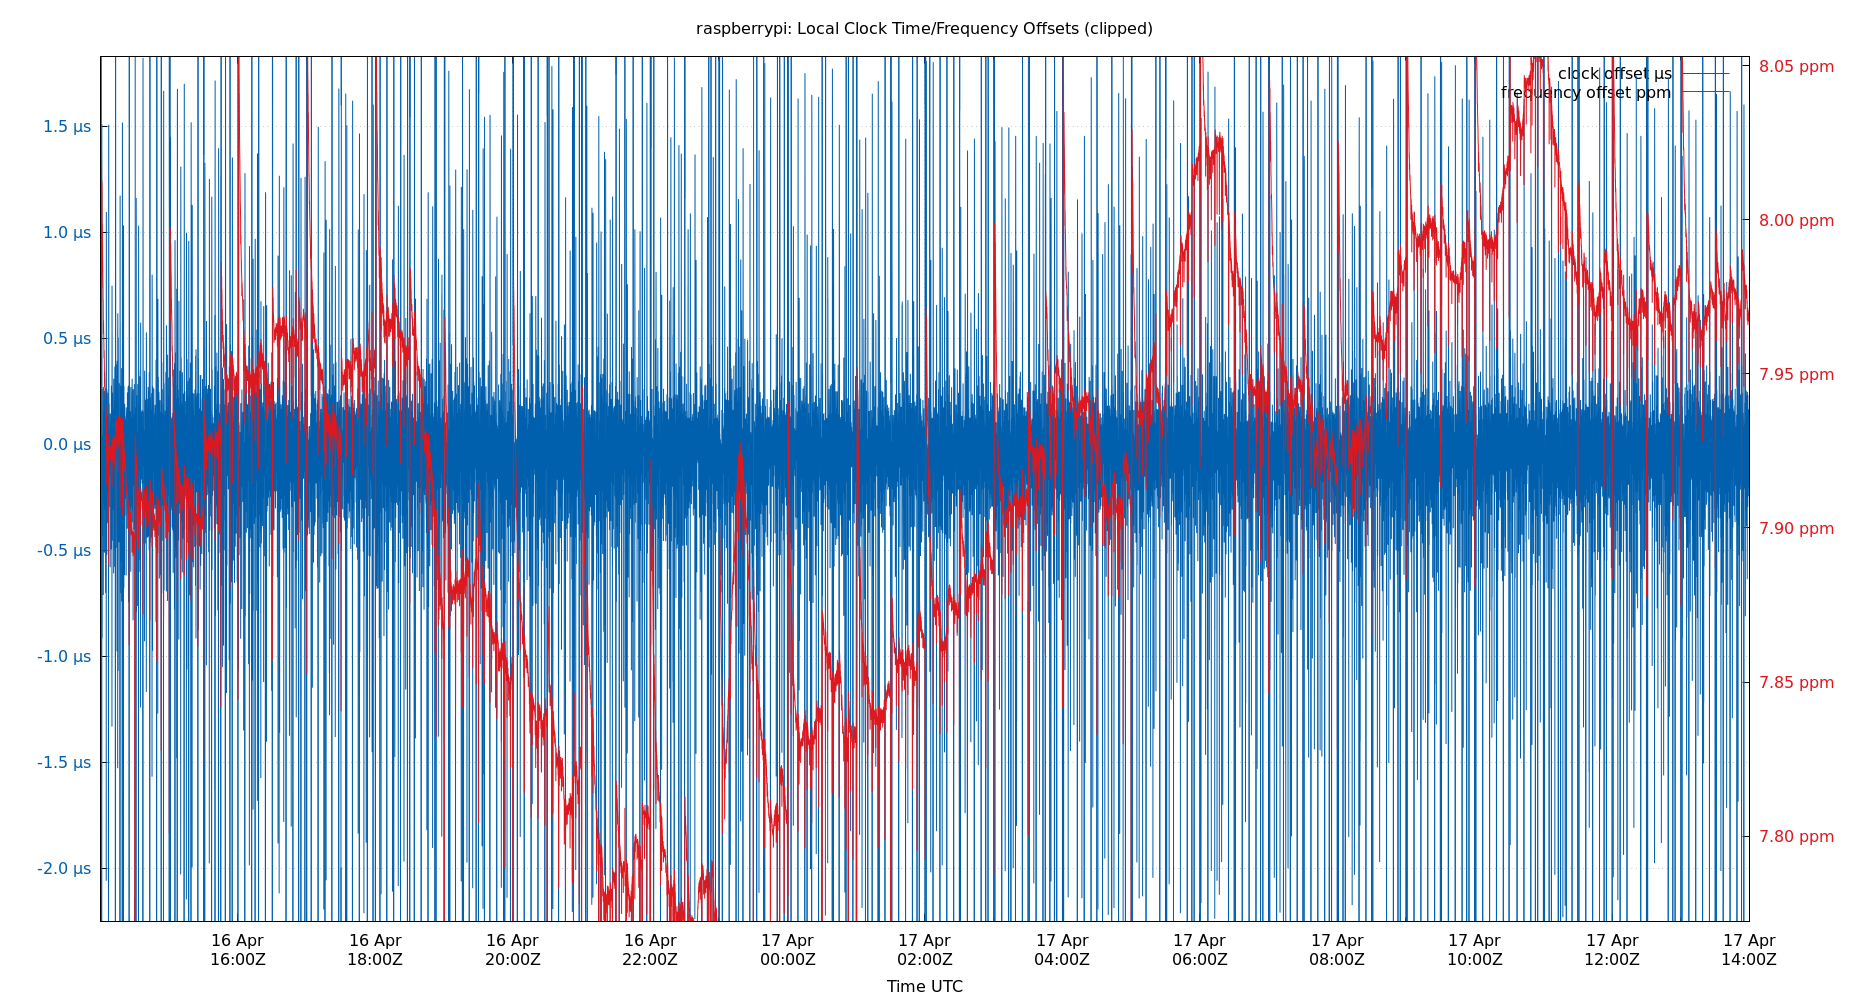 raspberrypi: Local Clock Time/Frequency Offsets (clipped)
clock offset µs
frequency offset ppm
1.5 µs
1.0 µs
0.5 µs
0.0 µs
-0.5 µs
-1.0 µs
-1.5 µs
-2.0 µs
8.05 ppm
8.00 ppm
7.95 ppm
7.90 ppm
7.85 ppm
7.80 ppm
16 Apr 16 Apr 16 Apr 16 Apr 17 Apr 17 Apr 17 Apr 17 Apr 17 Apr 17 Apr 17 Apr 17 Apr
16:00Z 18:00Z 20:00Z 22:00Z 00:00Z 02:00Z 04:00Z 06:00Z 08:00Z 10:00Z 12:00Z 14:00Z
Time UTC